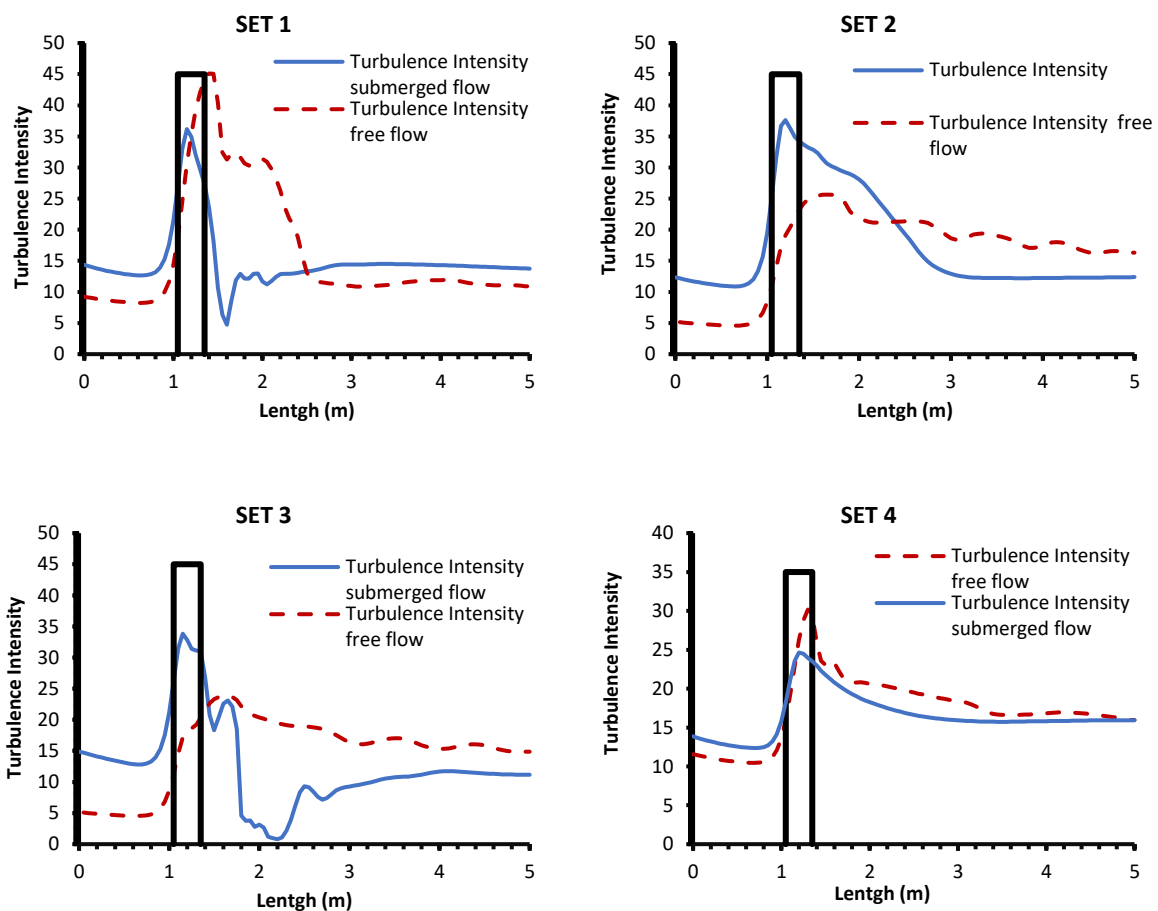 SET 1
50
45
40
35
30
25
20
15
10
5
0
Turbulence Intensity
Turbulence Intensity
submerged flow
Turbulence Intensity
free flow
0 1 2 3 4 5
Lentgh (m)
SET 2
50
45
40
35
30
25
20
15
10
5
0
Turbulence Intensity
Turbulence Intensity
Turbulence Intensity free
flow
0 1 2 3 4 5
Lentgh (m)
SET 3
50
45
40
35
30
25
20
15
10
5
0
Turbulence Intensity
Turbulence Intensity
submerged flow
Turbulence Intensity
free flow
0 1 2 3 4 5
Lentgh (m)
SET 4
40
35
30
25
20
15
10
5
0
Turbulence Intensity
Turbulence Intensity
free flow
Turbulence Intensity
submerged flow
0 1 2 3 4 5
Lentgh (m)